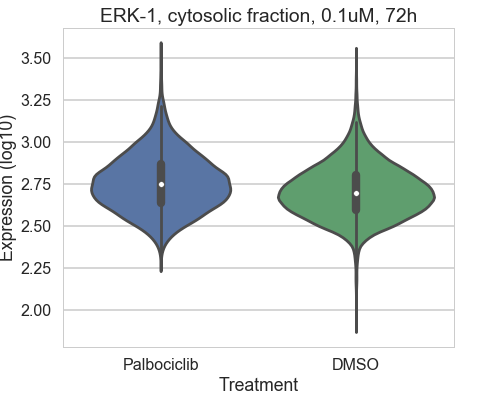 ERK-1, cytosolic fraction, 0.1uM, 72h
Expression (log10)
3.50
3.25
3.00
2.75
2.50
2.25
2.00
Palbociclib DMSO
Treatment